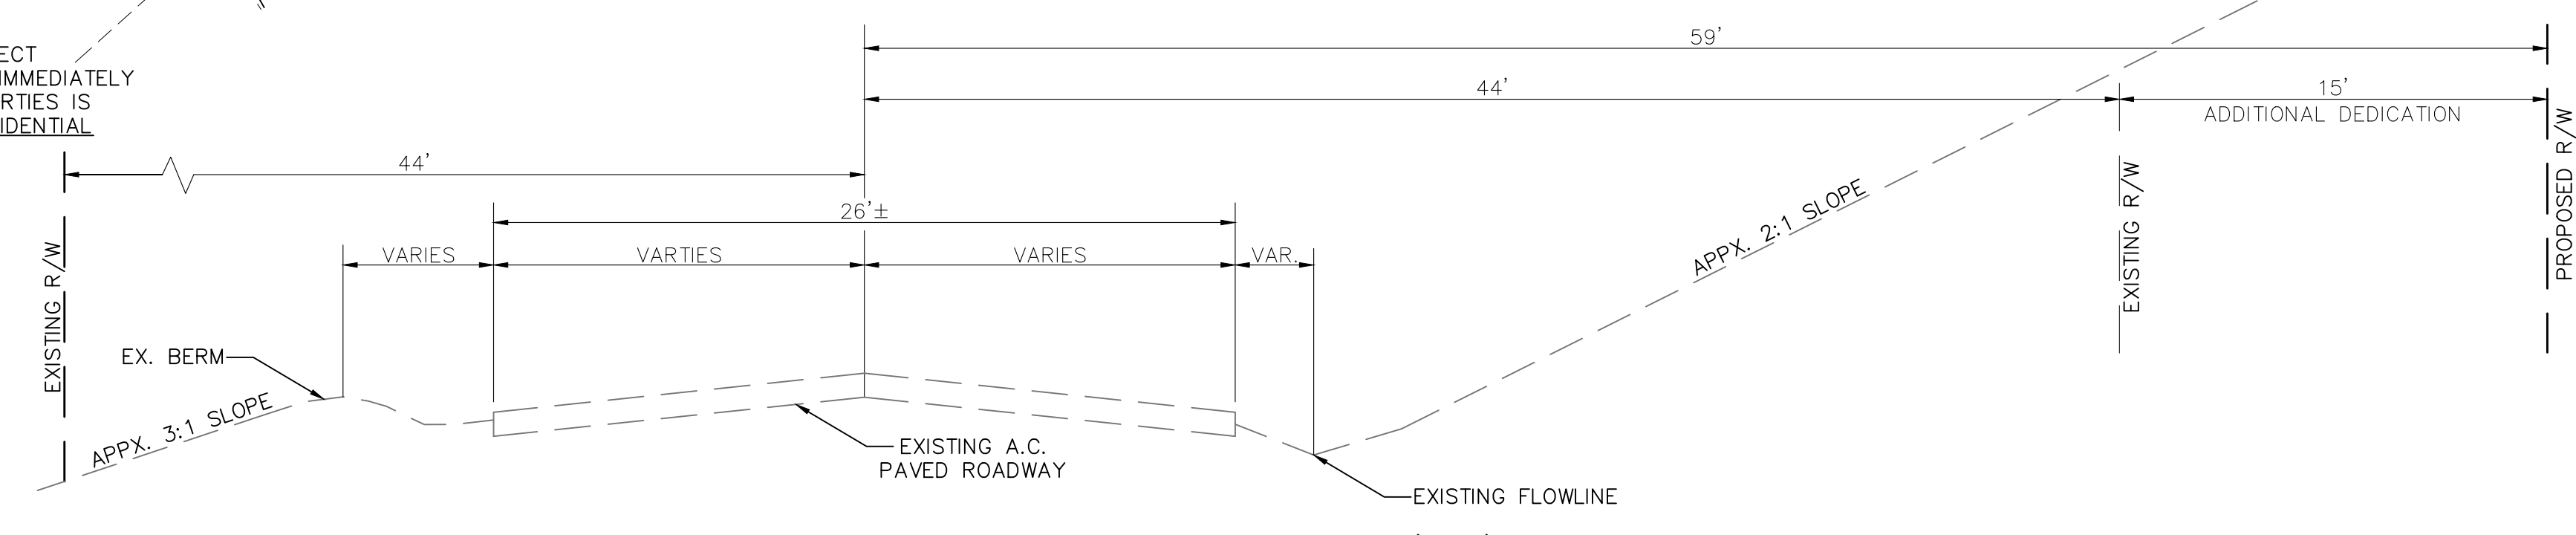 59'
ECT
IMMEDIATELY
RTIES IS
IDENTIAL
44'
15'
ADDITIONAL DEDICATION
44'
26'±
VARIES
VARTIES
VARIES
VAR.
EXISTING R/W
EX. BERM
APPX. 3:1 SLOPE
EXISTING A.C.
PAVED ROADWAY
EXISTING FLOWLINE
APPX. 2:1 SLOPE
EXISTING R/W
PROPOSED R/W